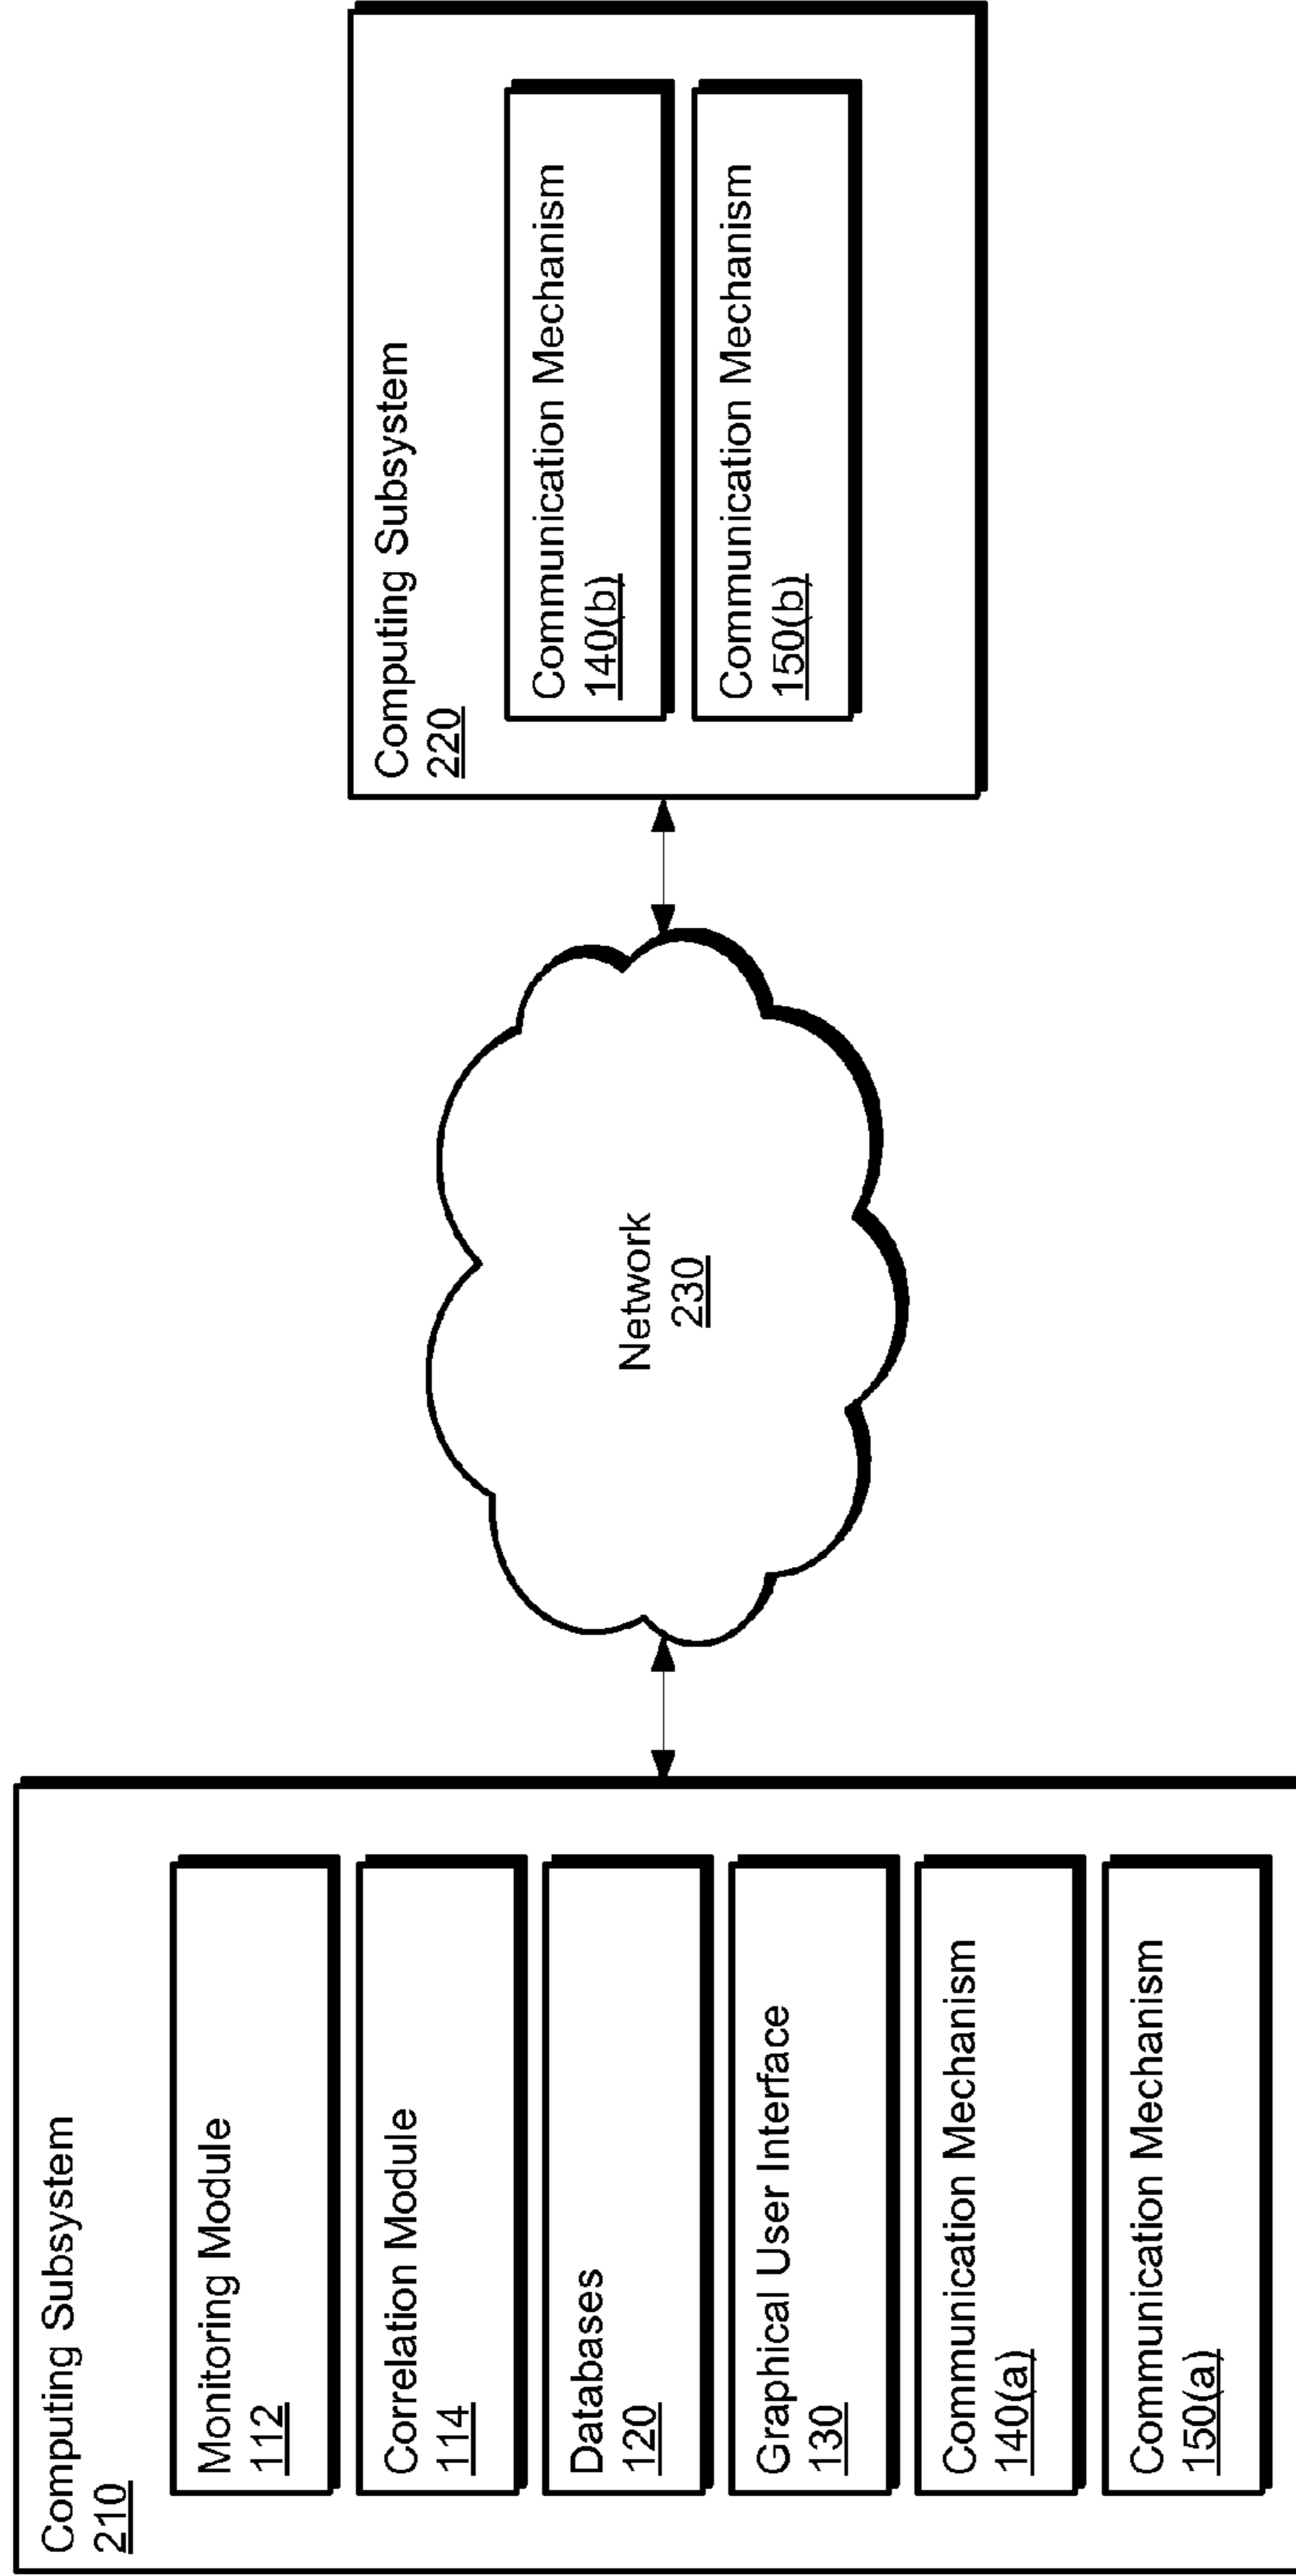 Computing Subsystem
210
Monitoring Module
112
Correlation Module
114
Databases
120
Graphical User Interface
130
Communication Mechanism
140(a)
Communication Mechanism
150(a)
Network
230
Computing Subsystem
220
Communication Mechanism
140(b)
Communication Mechanism
150(b)